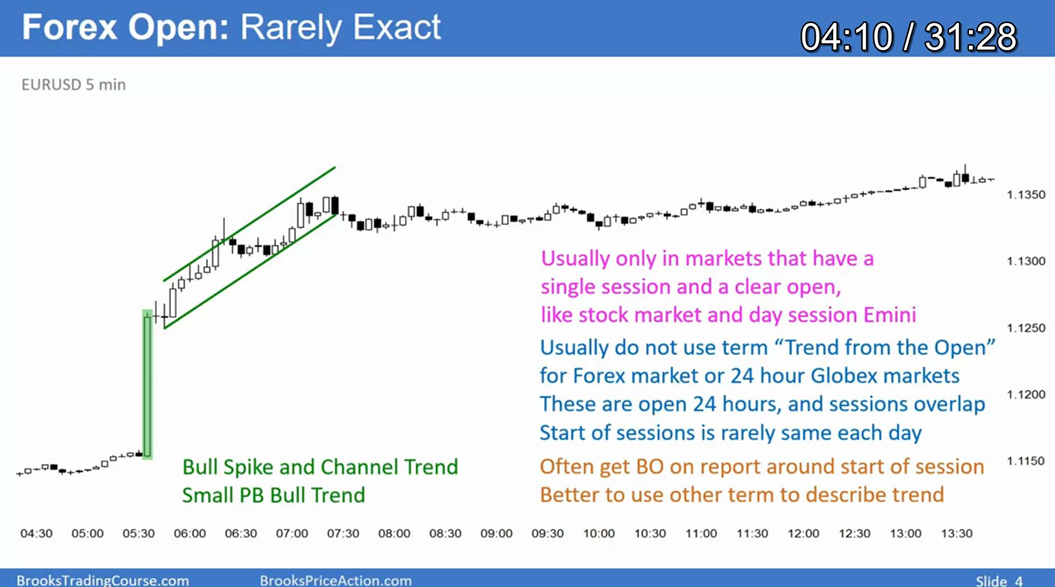 Forex Open: Rarely Exact
04:10 / 31:28
EURUSD 5 min
1.1350
1.1300
Usually only in markets that have a
single session and a clear open,
like stock market and day session Emini
1.1250
Usually do not use term “Trend from the Open”
for Forex market or 24 hour Globex markets
These are open 24 hours, and sessions overlap
Start of sessions is rarely same each day
1.1200
Bull Spike and Channel Trend
Small PB Bull Trend
Often get BO on report around start of session
Better to use other term to describe trend
1.1150
04:30 05:00 05:30 06:00 06:30 07:00 07:30 08:00 08:30 09:00 09:30 10:00 10:30 11:00 11:30 12:00 12:30 13:00 13:30
BrooksTradingCourse.com BrooksPriceAction.com Slide 4